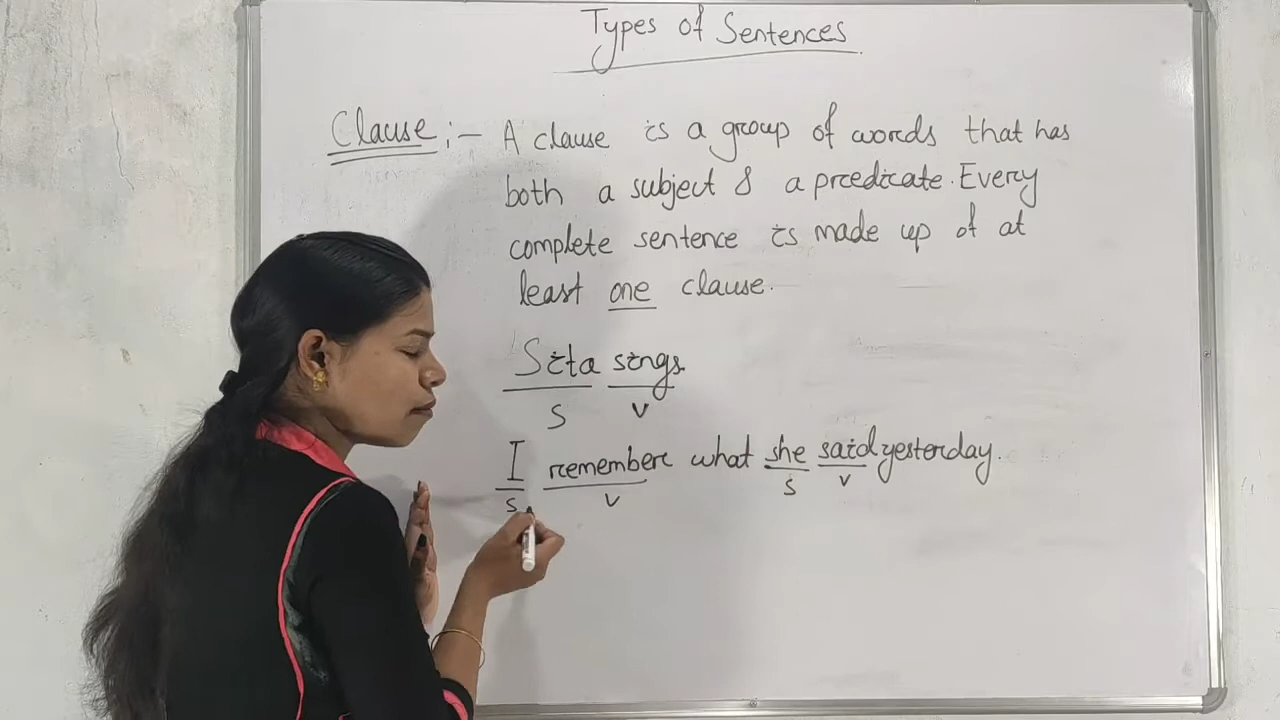 Types of Sentences
Clause :- A clause is a group of words that has
both a subject & a predicate. Every
complete sentence is made up of at
least one clause.
Sita sings.
S V
I remember what she said yesterday.
S V S V